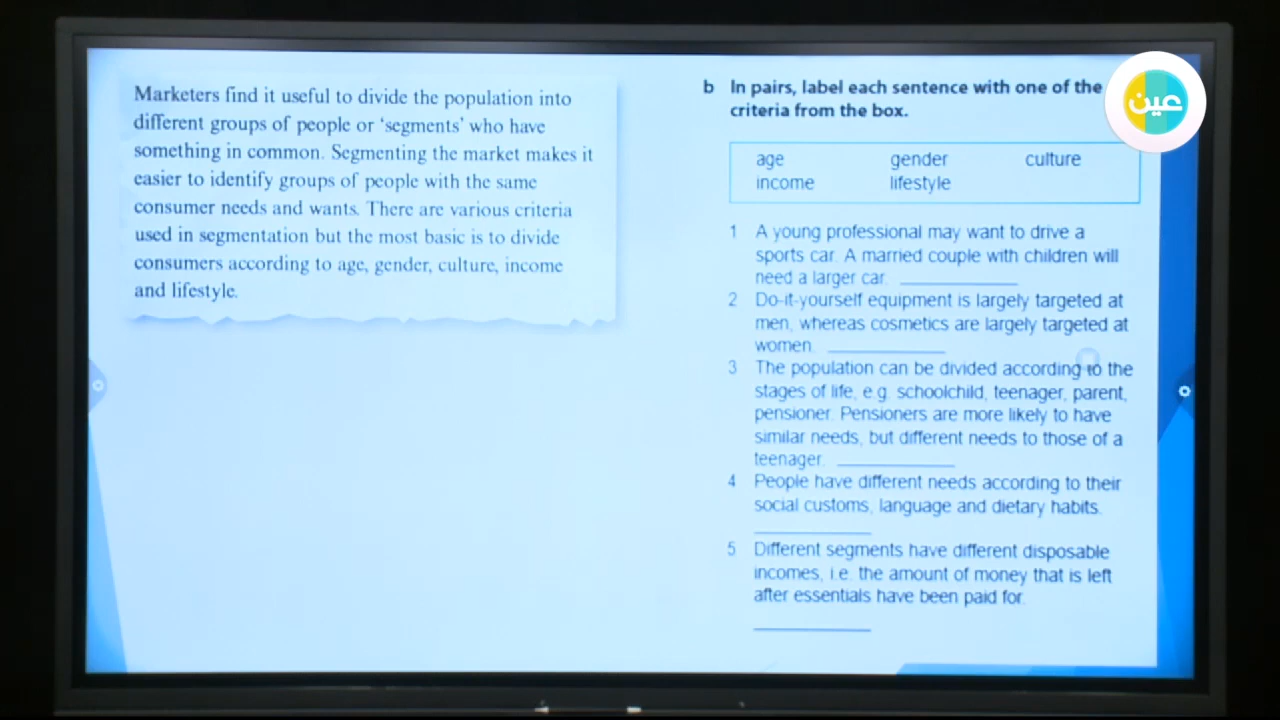 Marketers find it useful to divide the population into
different groups of people or ‘segments’ who have
something in common. Segmenting the market makes it
easier to identify groups of people with the same
consumer needs and wants. There are various criteria
used in segmentation but the most basic is to divide
consumers according to age, gender, culture, income
and lifestyle.
b In pairs, label each sentence with one of the
criteria from the box.
age gender culture
income lifestyle
1 A young professional may want to drive a
sports car. A married couple with children will
need a larger car.
2 Do-it-yourself equipment is largely targeted at
men, whereas cosmetics are largely targeted at
women.
3 The population can be divided according to the
stages of life, e.g. schoolchild, teenager, parent,
pensioner. Pensioners are more likely to have
similar needs, but different needs to those of a
teenager.
4 People have different needs according to their
social customs, language and dietary habits.
5 Different segments have different disposable
incomes, i.e. the amount of money that is left
after essentials have been paid for.
عين